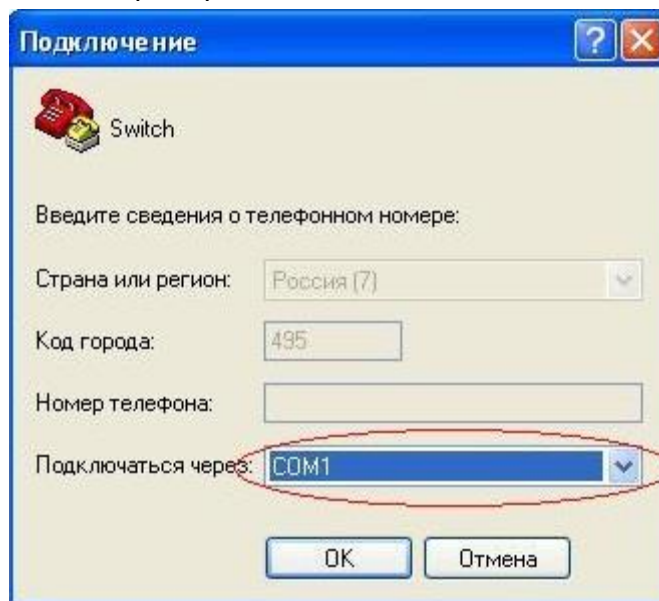 Подключение
Switch
Введите сведения о телефонном номере:
Страна или регион: Россия (7)
Код города: 495
Номер телефона:
Подключаться через: COM1
OK Отмена